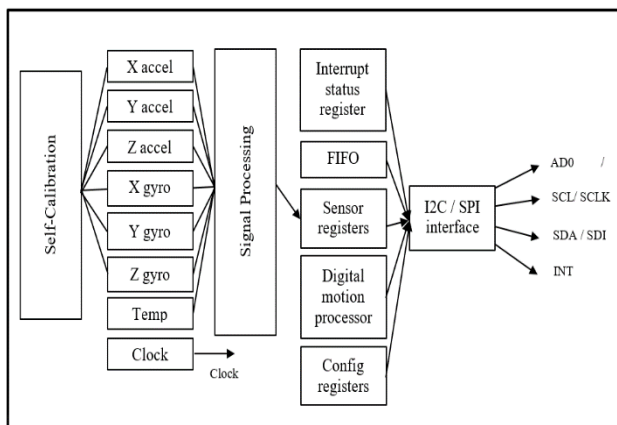 Self-Calibration
X accel
Y accel
Z accel
X gyro
Y gyro
Z gyro
Temp
Clock
Clock
Signal Processing
Interrupt
status
register
FIFO
Sensor
registers
Digital
motion
processor
Config
registers
I2C / SPI
interface
AD0 /
SCL/ SCLK
SDA / SDI
INT